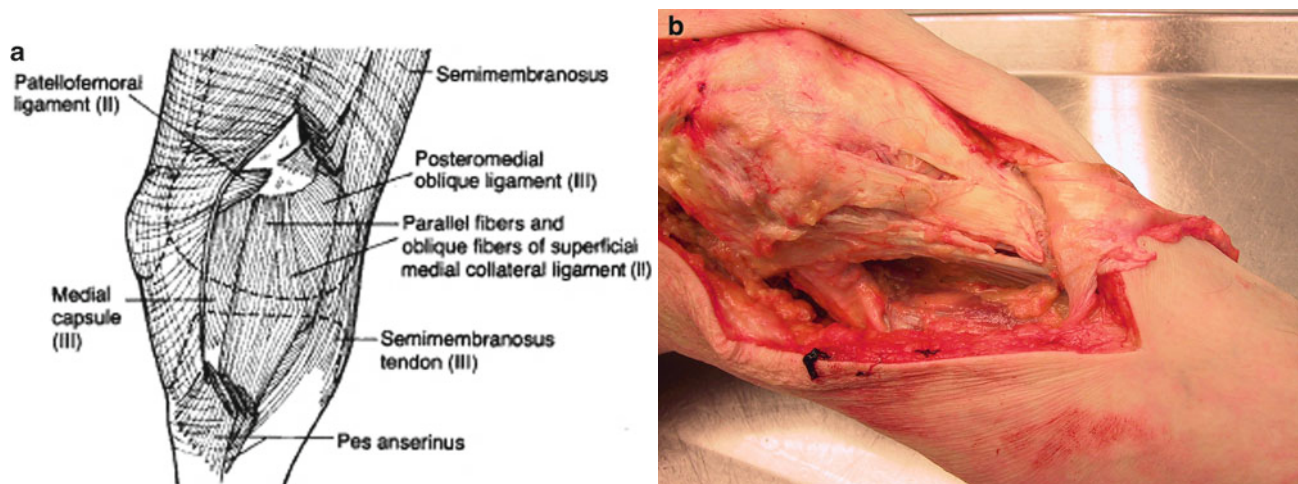 a
Patellofemoral
ligament (II)
Semimembranosus
Posteromedial
oblique ligament (III)
Parallel fibers and
oblique fibers of superficial
medial collateral ligament (II)
Medial
capsule
(III)
Semimembranosus
tendon (III)
Pes anserinus
b